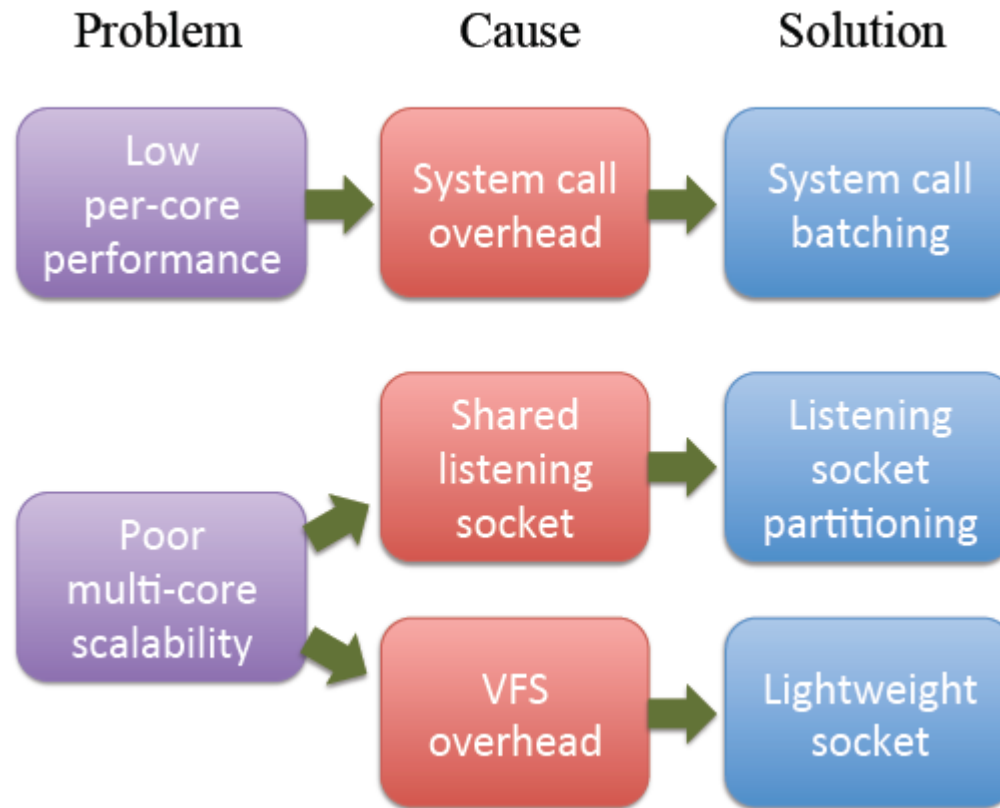 Problem
Cause
Solution
Low
per-core
performance
System call
overhead
System call
batching
Poor
multi-core
scalability
Shared
listening
socket
Listening
socket
partitioning
VFS
overhead
Lightweight
socket